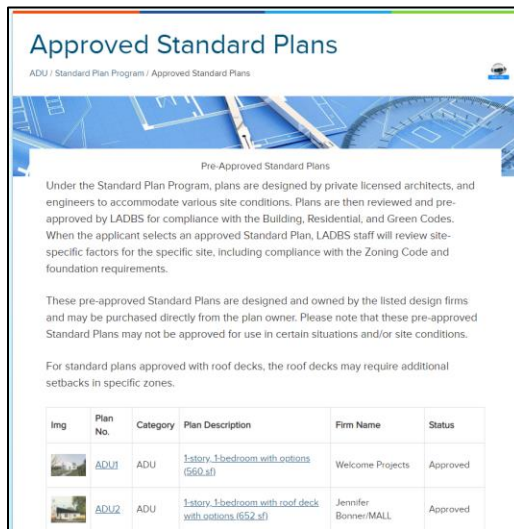 Approved Standard Plans
ADU / Standard Plan Program / Approved Standard Plans
Pre-Approved Standard Plans
Under the Standard Plan Program, plans are designed by private licensed architects, and
engineers to accommodate various site conditions. Plans are then reviewed and pre-
approved by LADBS for compliance with the Building, Residential, and Green Codes.
When the applicant selects an approved Standard Plan, LADBS staff will review site-
specific factors for the specific site, including compliance with the Zoning Code and
foundation requirements.
These pre-approved Standard Plans are designed and owned by the listed design firms
and may be purchased directly from the plan owner. Please note that these pre-approved
Standard Plans may not be approved for use in certain situations and/or site conditions.
For standard plans approved with roof decks, the roof decks may require additional
setbacks in specific zones.
Img Plan No. Category Plan Description Firm Name Status
ADU1 ADU 1-story, 1-bedroom with options (560 sf) Welcome Projects Approved
ADU2 ADU 1-story, 1-bedroom with roof deck with options (652 sf) Jennifer Bonner/MALL Approved